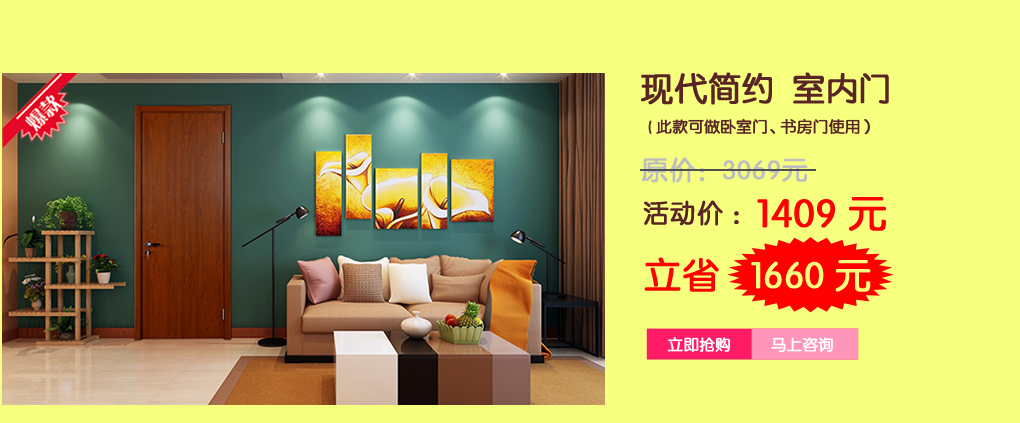 爆款
现代简约 室内门
（此款可做卧室门、书房门使用）
原价：3069元
活动价：1409 元
立省 1660 元
立即抢购 马上咨询